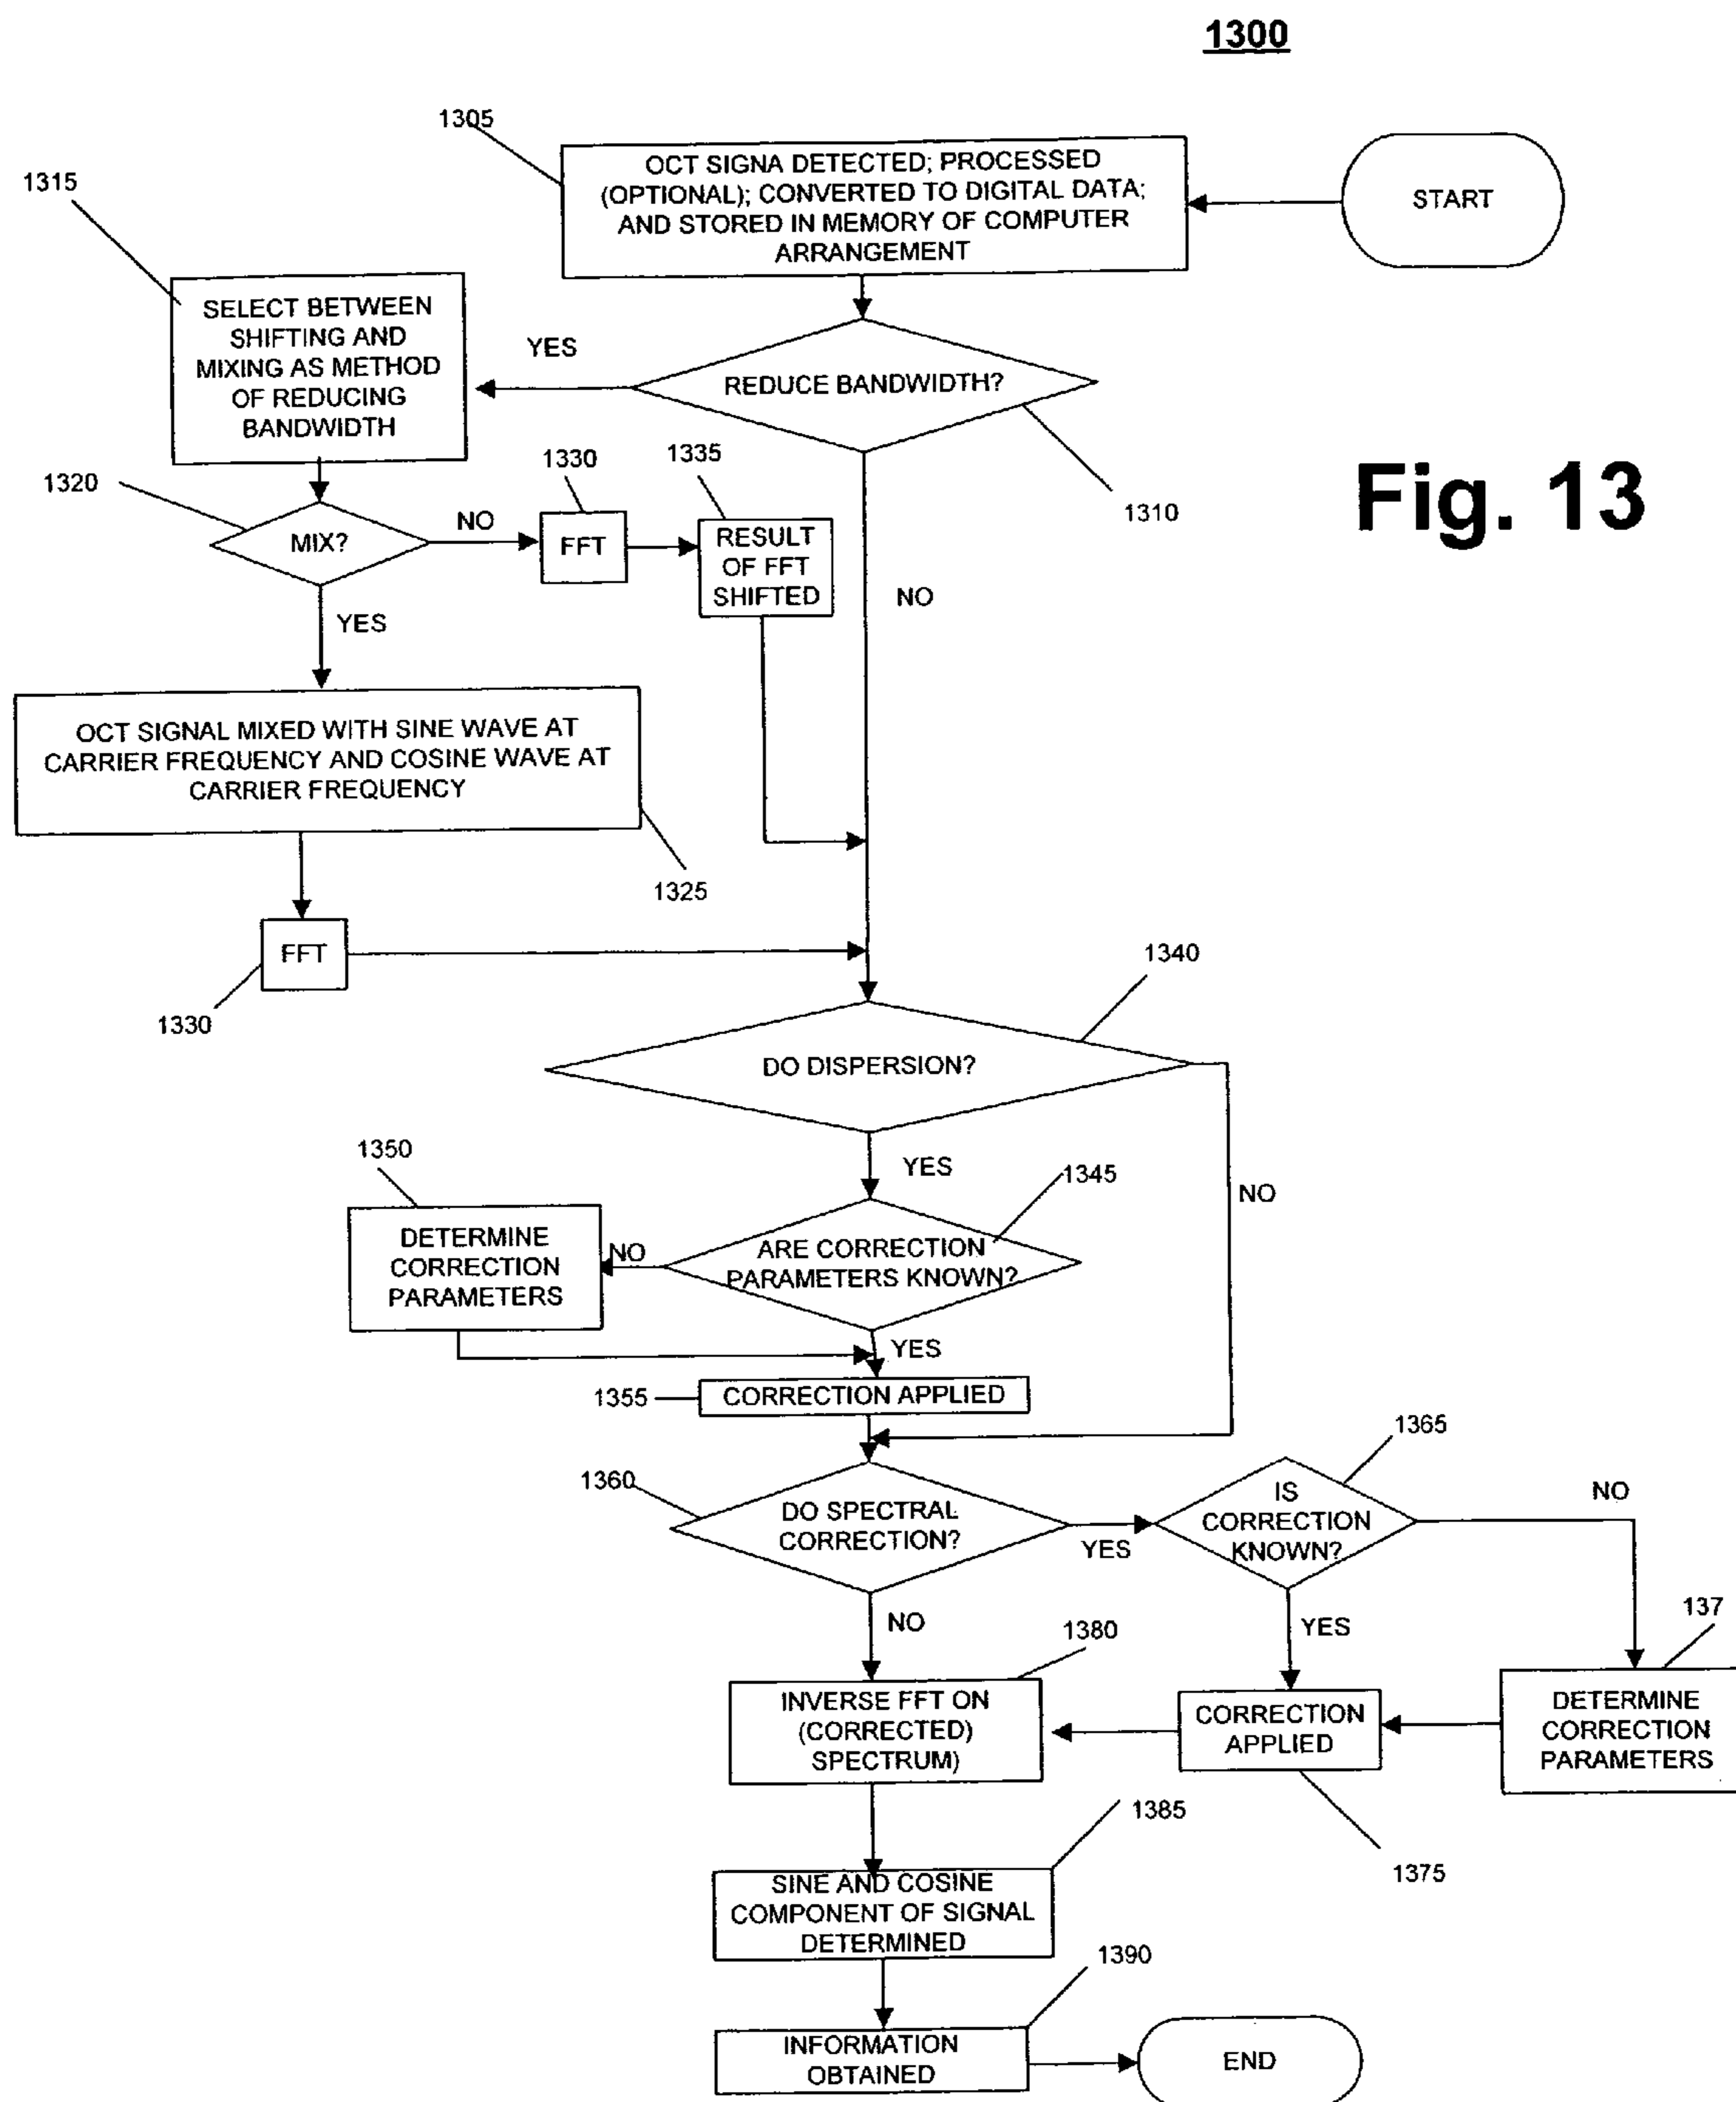 1300
1305
OCT SIGNA DETECTED; PROCESSED
(OPTIONAL); CONVERTED TO DIGITAL DATA;
AND STORED IN MEMORY OF COMPUTER
ARRANGEMENT
START
1315
SELECT BETWEEN
SHIFTING AND
MIXING AS METHOD
OF REDUCING
BANDWIDTH
YES
REDUCE BANDWIDTH?
1310
Fig. 13
1320
MIX?
NO
1330
FFT
1335
RESULT
OF FFT
SHIFTED
NO
YES
OCT SIGNAL MIXED WITH SINE WAVE AT
CARRIER FREQUENCY AND COSINE WAVE AT
CARRIER FREQUENCY
1325
FFT
1330
1340
DO DISPERSION?
YES
NO
1345
1350
DETERMINE
CORRECTION
PARAMETERS
NO
ARE CORRECTION
PARAMETERS KNOWN?
YES
1355
CORRECTION APPLIED
1360
DO SPECTRAL
CORRECTION?
YES
1365
IS
CORRECTION
KNOWN?
NO
NO
YES
1380
137
INVERSE FFT ON
(CORRECTED)
SPECTRUM)
CORRECTION
APPLIED
DETERMINE
CORRECTION
PARAMETERS
1375
1385
SINE AND COSINE
COMPONENT OF SIGNAL
DETERMINED
1390
INFORMATION
OBTAINED
END